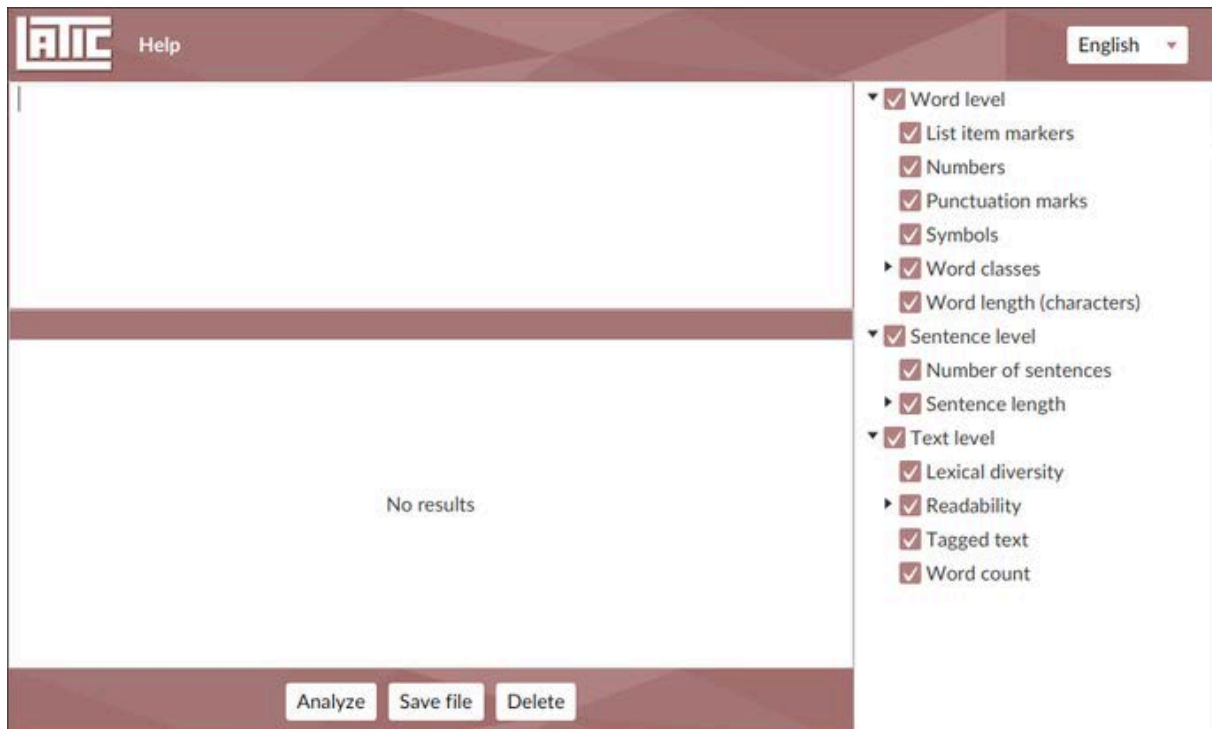 LATIC Help English
Word level
List item markers
Numbers
Punctuation marks
Symbols
Word classes
Word length (characters)
Sentence level
Number of sentences
Sentence length
Text level
Lexical diversity
Readability
Tagged text
Word count
No results
Analyze Save file Delete